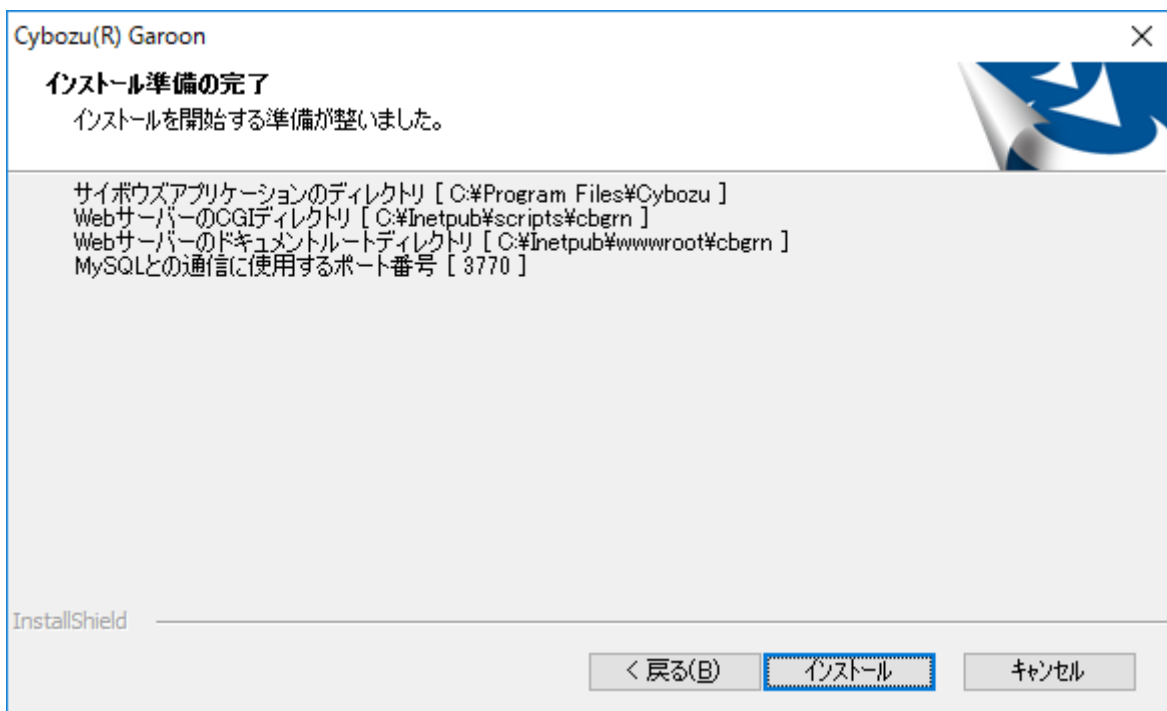 Cybozu(R) Garoon
インストール準備の完了
インストールを開始する準備が整いました。
サイボウズアプリケーションのディレクトリ [ C:¥Program Files¥Cybozu ]
WebサーバーのCGIディレクトリ [ C:¥Inetpub¥scripts¥cbgrn ]
Webサーバーのドキュメントルートディレクトリ [ C:¥Inetpub¥wwwroot¥cbgrn ]
MySQLとの通信に使用するポート番号 [ 3770 ]
InstallShield
< 戻る(B)
インストール
キャンセル